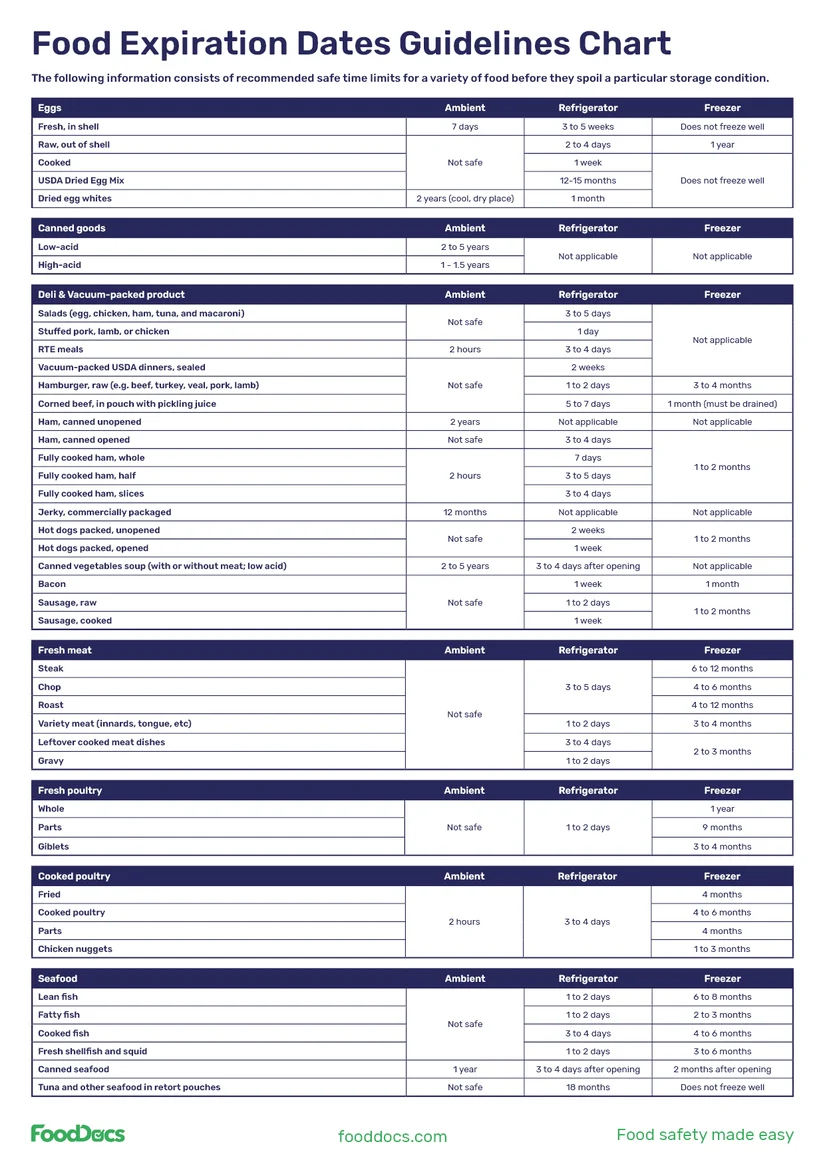 Food Expiration Dates Guidelines Chart
The following information consists of recommended safe time limits for a variety of food before they spoil a particular storage condition.
Eggs Ambient Refrigerator Freezer
Fresh, in shell 7 days 3 to 5 weeks Does not freeze well
Raw, out of shell 2 to 4 days 1 year
Cooked Not safe 1 week
USDA Dried Egg Mix 12-15 months Does not freeze well
Dried egg whites 2 years (cool, dry place) 1 month
Canned goods Ambient Refrigerator Freezer
Low-acid 2 to 5 years Not applicable Not applicable
High-acid 1 - 1.5 years
Deli & Vacuum-packed product Ambient Refrigerator Freezer
Salads (egg, chicken, ham, tuna, and macaroni) Not safe 3 to 5 days
Stuffed pork, lamb, or chicken 1 day Not applicable
RTE meals 2 hours 3 to 4 days
Vacuum-packed USDA dinners, sealed 2 weeks
Hamburger, raw (e.g. beef, turkey, veal, pork, lamb) Not safe 1 to 2 days 3 to 4 months
Corned beef, in pouch with pickling juice 5 to 7 days 1 month (must be drained)
Ham, canned unopened 2 years Not applicable Not applicable
Ham, canned opened Not safe 3 to 4 days
Fully cooked ham, whole 7 days 1 to 2 months
Fully cooked ham, half 2 hours 3 to 5 days
Fully cooked ham, slices 3 to 4 days
Jerky, commercially packaged 12 months Not applicable Not applicable
Hot dogs packed, unopened Not safe 2 weeks 1 to 2 months
Hot dogs packed, opened 1 week
Canned vegetables soup (with or without meat; low acid) 2 to 5 years 3 to 4 days after opening Not applicable
Bacon 1 week 1 month
Sausage, raw Not safe 1 to 2 days 1 to 2 months
Sausage, cooked 1 week
Fresh meat Ambient Refrigerator Freezer
Steak 6 to 12 months
Chop 3 to 5 days 4 to 6 months
Roast 4 to 12 months
Variety meat (innards, tongue, etc) Not safe 1 to 2 days 3 to 4 months
Leftover cooked meat dishes 3 to 4 days 2 to 3 months
Gravy 1 to 2 days
Fresh poultry Ambient Refrigerator Freezer
Whole 1 year
Parts Not safe 1 to 2 days 9 months
Giblets 3 to 4 months
Cooked poultry Ambient Refrigerator Freezer
Fried 4 months
Cooked poultry 2 hours 3 to 4 days 4 to 6 months
Parts 4 months
Chicken nuggets 1 to 3 months
Seafood Ambient Refrigerator Freezer
Lean fish 1 to 2 days 6 to 8 months
Fatty fish Not safe 1 to 2 days 2 to 3 months
Cooked fish 3 to 4 days 4 to 6 months
Fresh shellfish and squid 1 to 2 days 3 to 6 months
Canned seafood 1 year 3 to 4 days after opening 2 months after opening
Tuna and other seafood in retort pouches Not safe 18 months Does not freeze well
FoodDocs fooddocs.com Food safety made easy